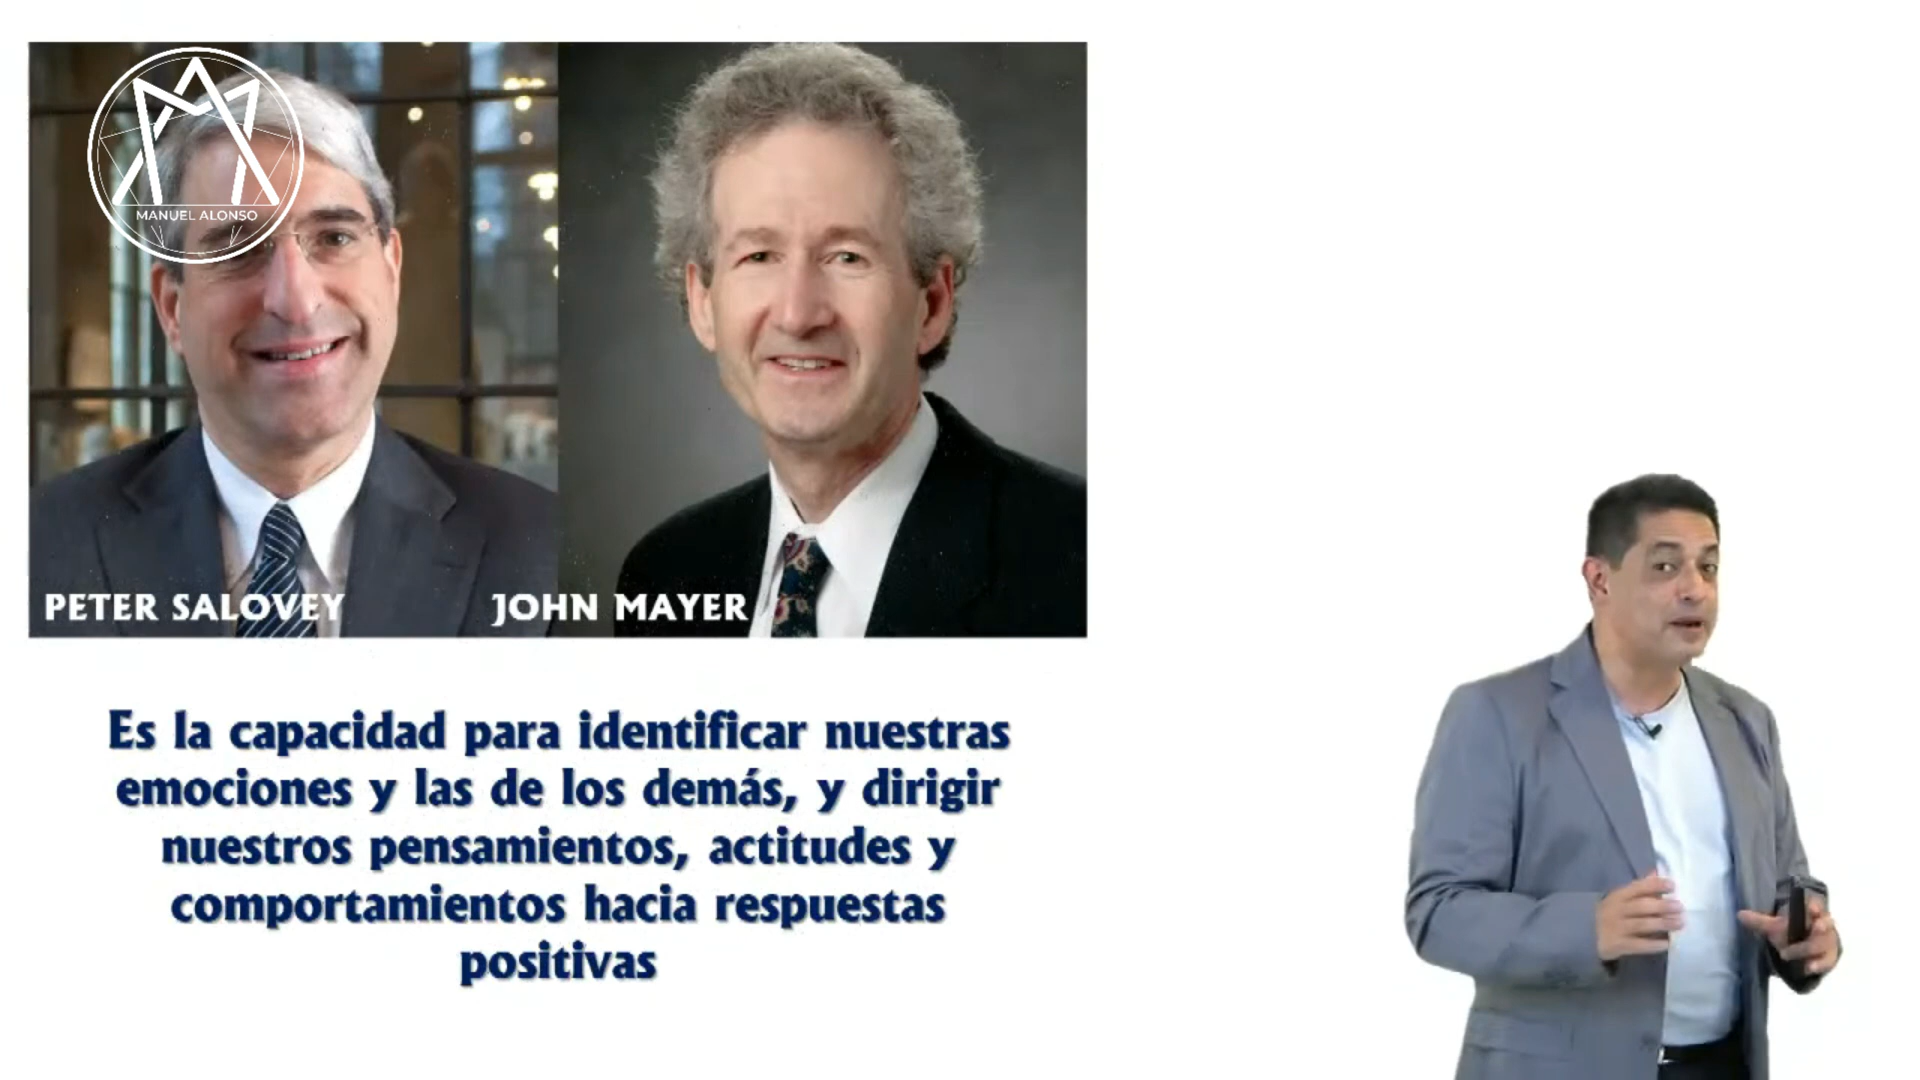 MANUEL ALONSO
PETER SALOVEY
JOHN MAYER
Es la capacidad para identificar nuestras
emociones y las de los demás, y dirigir
nuestros pensamientos, actitudes y
comportamientos hacia respuestas
positivas